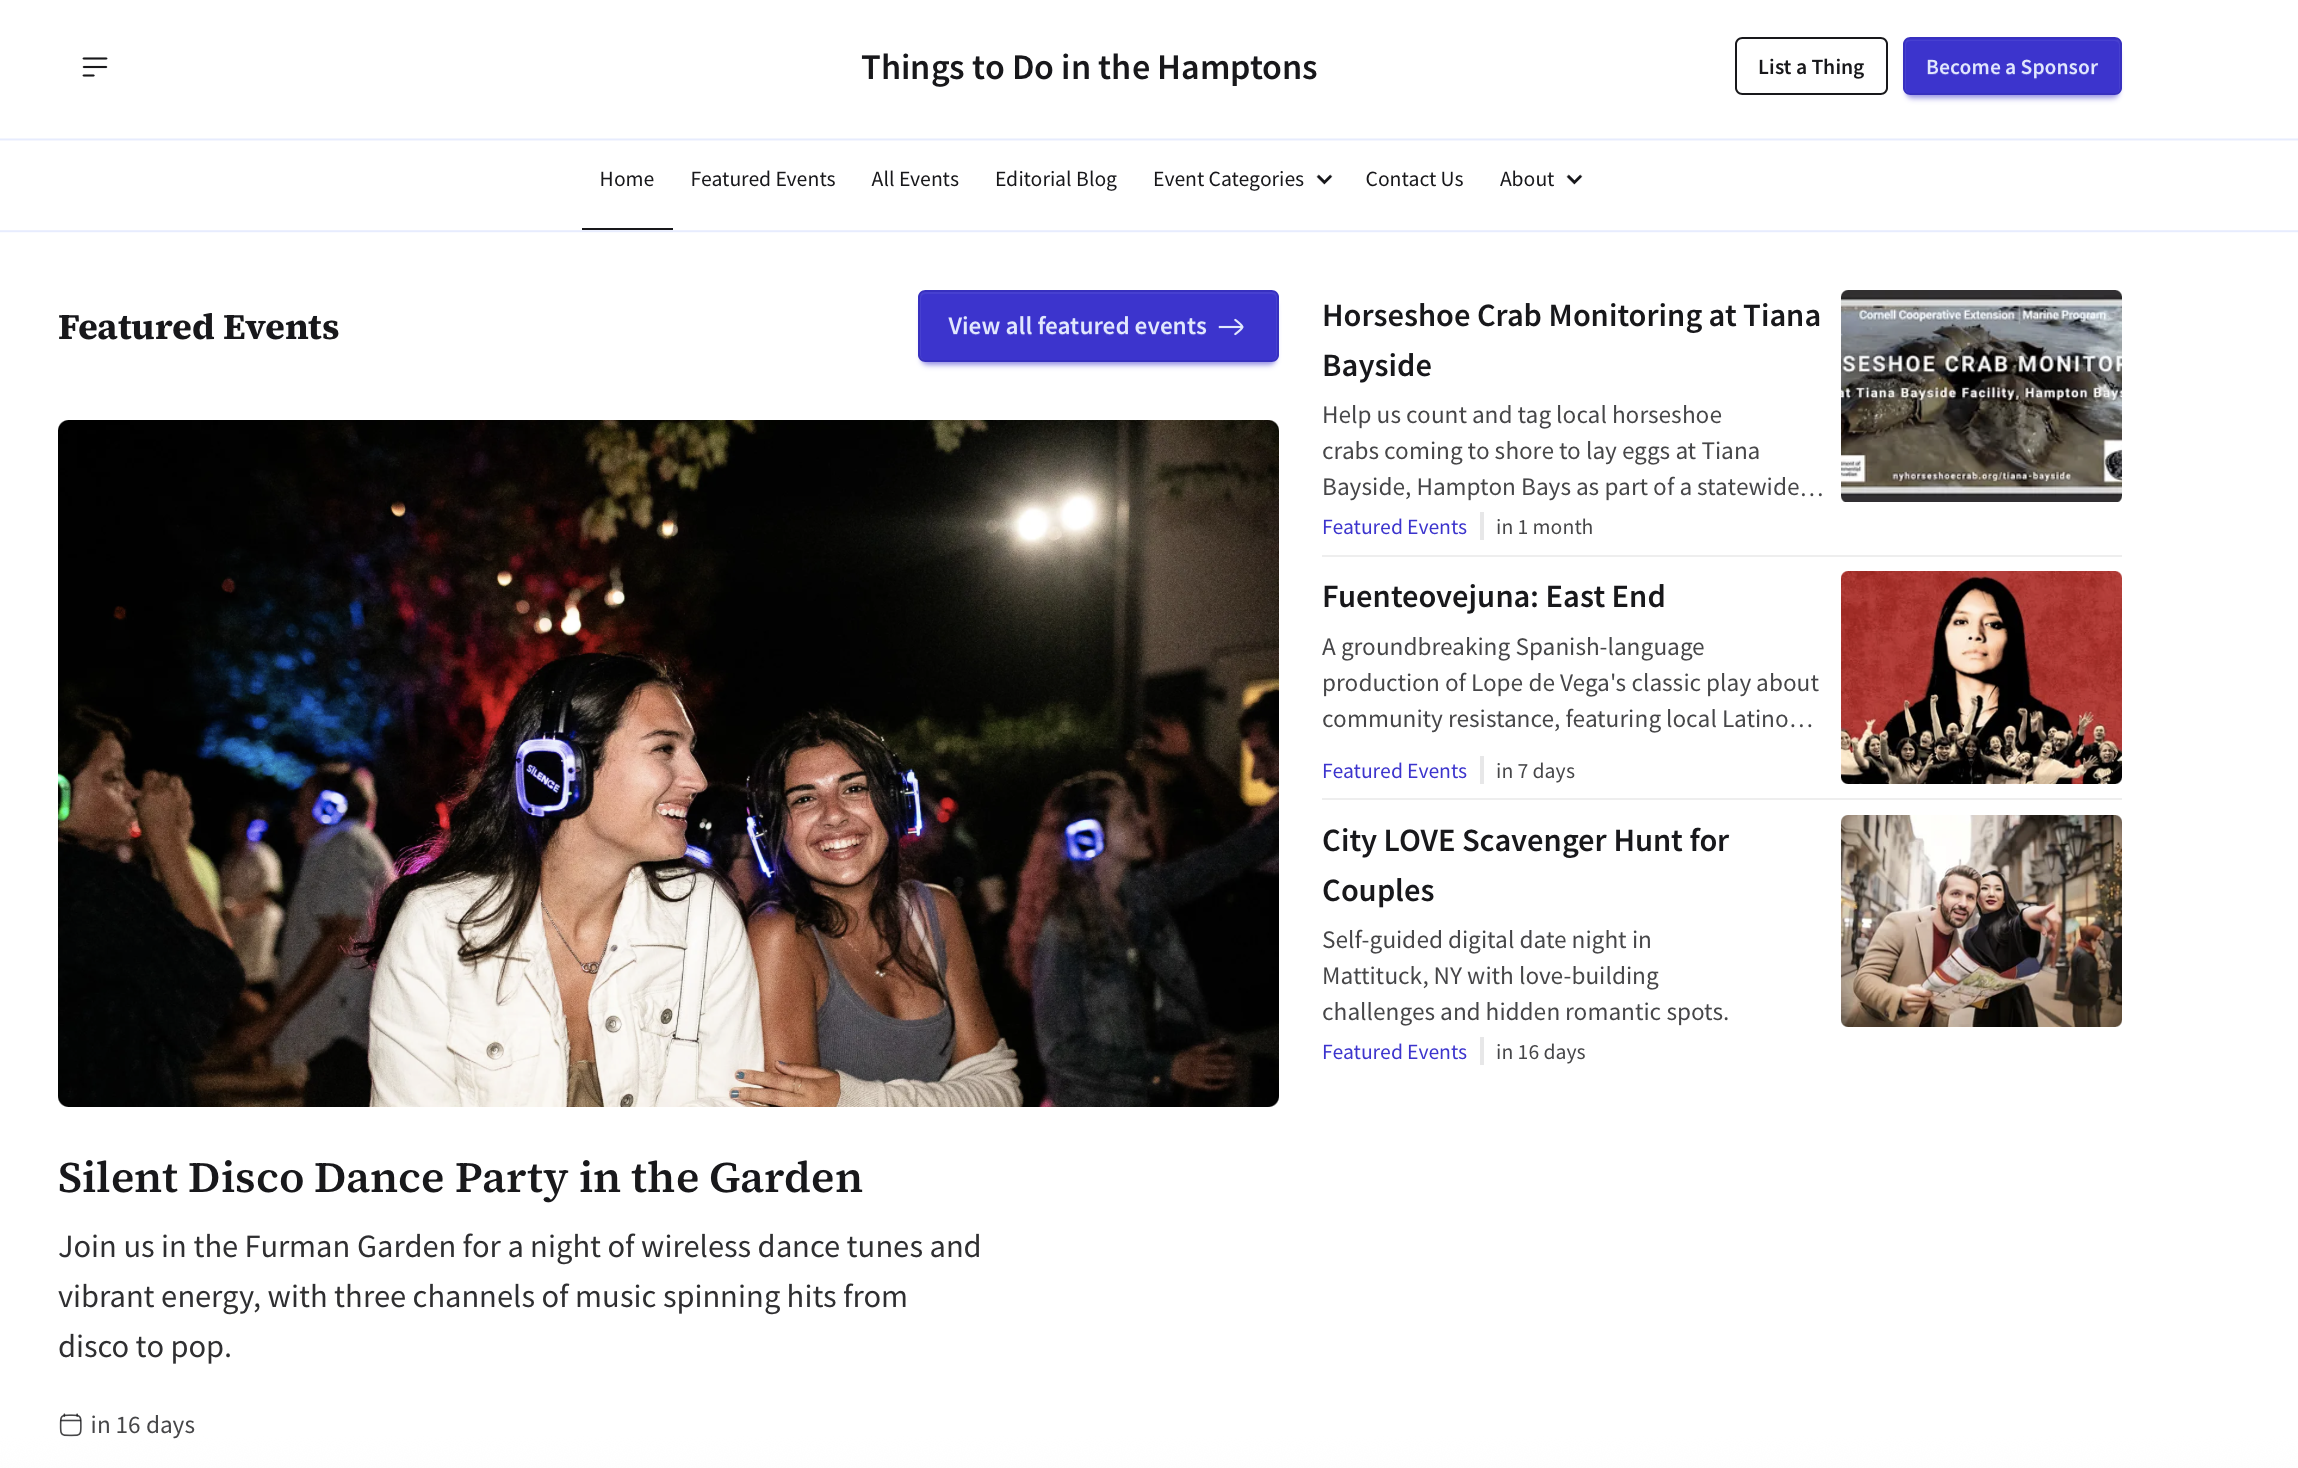 Things to Do in the Hamptons
List a Thing
Become a Sponsor
Home
Featured Events
All Events
Editorial Blog
Event Categories
Contact Us
About
Featured Events
View all featured events →
SILENCE
Silent Disco Dance Party in the Garden
Join us in the Furman Garden for a night of wireless dance tunes and
vibrant energy, with three channels of music spinning hits from
disco to pop.
in 16 days
Horseshoe Crab Monitoring at Tiana
Bayside
Help us count and tag local horseshoe
crabs coming to shore to lay eggs at Tiana
Bayside, Hampton Bays as part of a statewide…
Featured Events
in 1 month
Cornell Cooperative Extension | Marine Program
SESHOE CRAB MONITOR
at Tiana Bayside Facility, Hampton Bays
nyhorseshoecrab.org/tiana-bayside
Fuenteovejuna: East End
A groundbreaking Spanish-language
production of Lope de Vega's classic play about
community resistance, featuring local Latino…
Featured Events
in 7 days
City LOVE Scavenger Hunt for
Couples
Self-guided digital date night in
Mattituck, NY with love-building
challenges and hidden romantic spots.
Featured Events
in 16 days